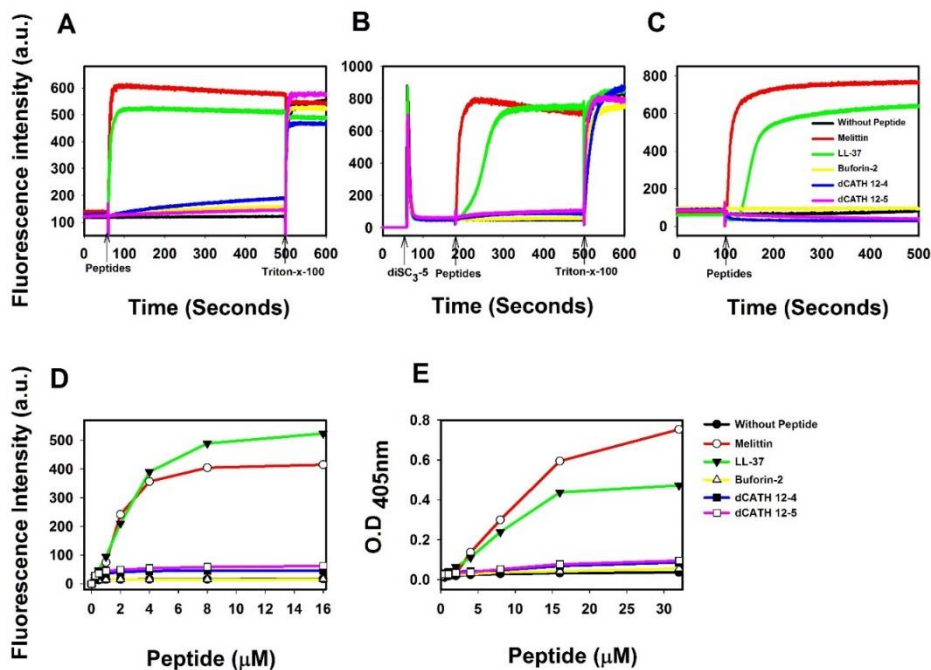 A
B
C
Fluorescence intensity (a.u.)
600
500
400
300
200
100
100 200 300 400 500 600
Peptides
Triton-x-100
Time (Seconds)
1000
800
600
400
200
0
0 100 200 300 400 500 600
diSC3-5
Peptides
Triton-x-100
Time (Seconds)
800
600
400
200
0
0 100 200 300 400 500
Peptides
Time (Seconds)
Without Peptide
Melittin
LL-37
Buforin-2
dCATH 12-4
dCATH 12-5
D
E
Fluorescence Intensity (a.u.)
500
400
300
200
100
0
0 2 4 6 8 10 12 14 16
Peptide (μM)
O.D 405nm
0.8
0.6
0.4
0.2
0.0
0 5 10 15 20 25 30
Peptide (μM)
Without Peptide
Melittin
LL-37
Buforin-2
dCATH 12-4
dCATH 12-5